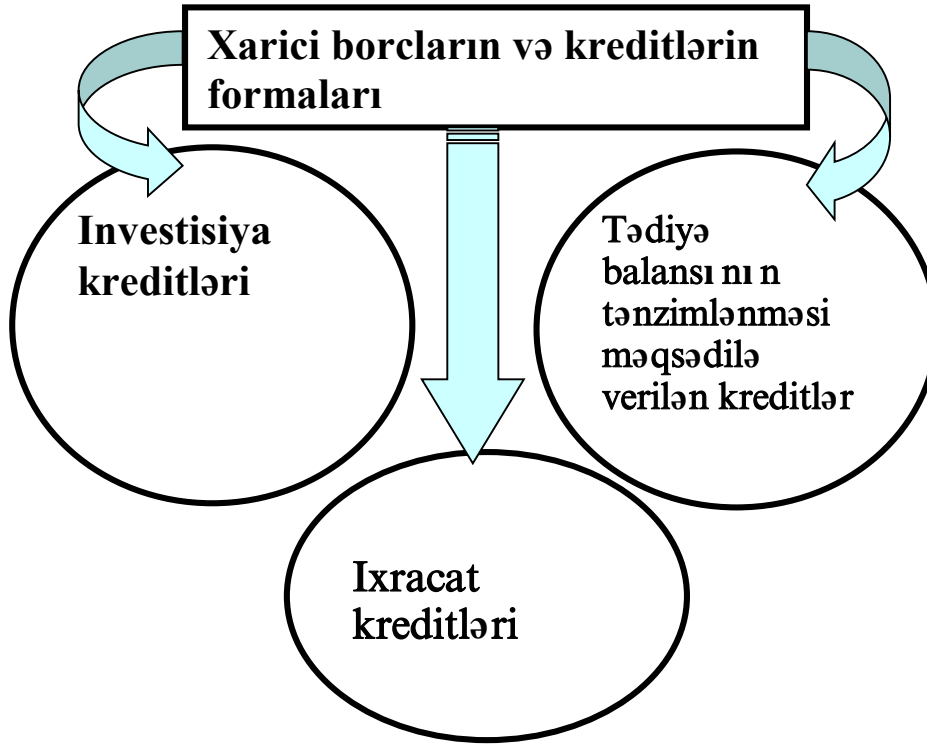 Xarici borcların və kreditlərin
formaları
Investisiya
kreditləri
Tədiyə
balansı nı n
tənzimlənməsi
məqsədilə
verilən kreditlər
Ixracat
kreditləri